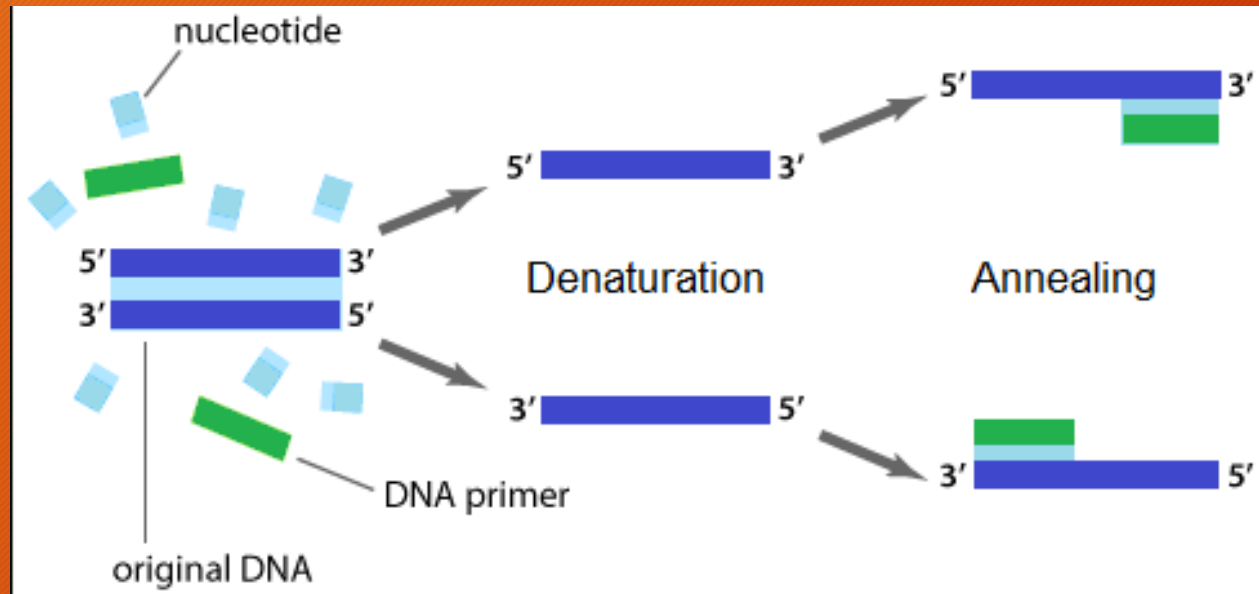 nucleotide
5′ 3′
5′ 3′
5′ 3′
3′ 5′
Denaturation
Annealing
3′ 5′
3′ 5′
DNA primer
original DNA